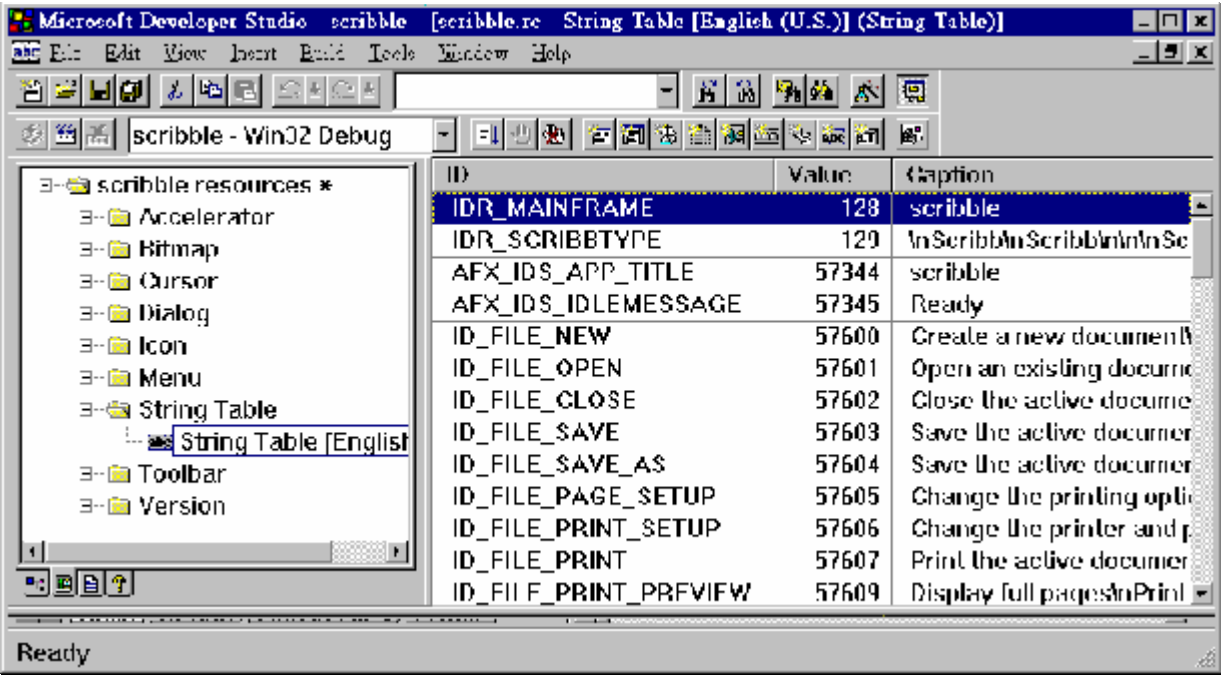 Microsoft Developer Studio - scribble - [scribble.rc - String Table [English (U.S.)] (String Table)]
File Edit View Insert Build Tools Window Help
scribble - Win32 Debug
scribble resources *
Accelerator
Bitmap
Cursor
Dialog
Icon
Menu
String Table
String Table [English
Toolbar
Version
ID Value Caption
IDR_MAINFRAME 128 scribble
IDR_SCRIBBTYPE 129 \nScribb\nScribb\n\n\nSc
AFX_IDS_APP_TITLE 57344 scribble
AFX_IDS_IDLEMESSAGE 57345 Ready
ID_FILE_NEW 57600 Create a new document\
ID_FILE_OPEN 57601 Open an existing docume
ID_FILE_CLOSE 57602 Close the active docume
ID_FILE_SAVE 57603 Save the active documen
ID_FILE_SAVE_AS 57604 Save the active documen
ID_FILE_PAGE_SETUP 57605 Change the printing optio
ID_FILE_PRINT_SETUP 57606 Change the printer and p
ID_FILE_PRINT 57607 Print the active documen
ID_FILE_PRINT_PREVIEW 57609 Display full pages\nPrint
Ready